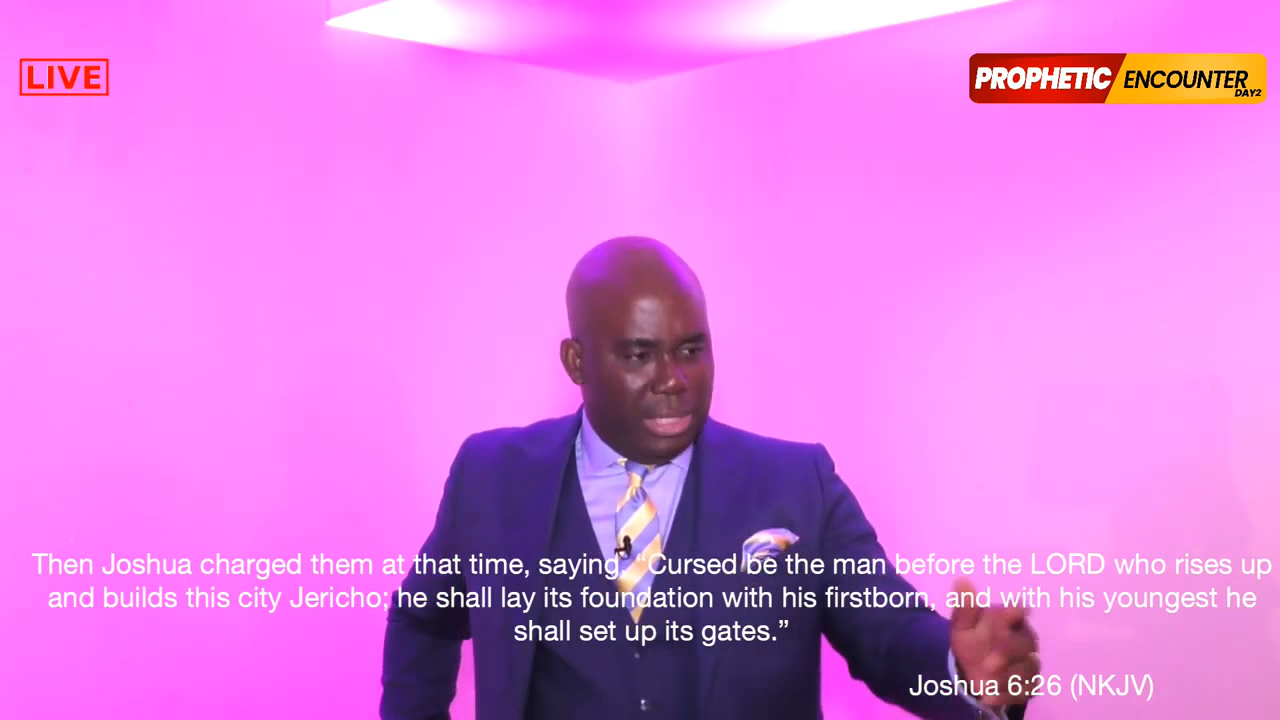 LIVE
PROPHETIC ENCOUNTER
DAY2
Then Joshua charged them at that time, saying, “Cursed be the man before the LORD who rises up
and builds this city Jericho; he shall lay its foundation with his firstborn, and with his youngest he
shall set up its gates.”
Joshua 6:26 (NKJV)